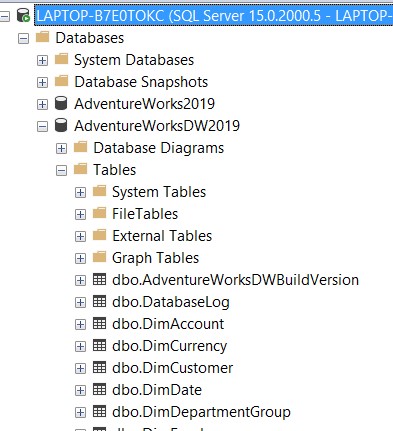 LAPTOP-B7E0TOKC (SQL Server 15.0.2000.5 - LAPTOP-
Databases
System Databases
Database Snapshots
AdventureWorks2019
AdventureWorksDW2019
Database Diagrams
Tables
System Tables
FileTables
External Tables
Graph Tables
dbo.AdventureWorksDWBuildVersion
dbo.DatabaseLog
dbo.DimAccount
dbo.DimCurrency
dbo.DimCustomer
dbo.DimDate
dbo.DimDepartmentGroup